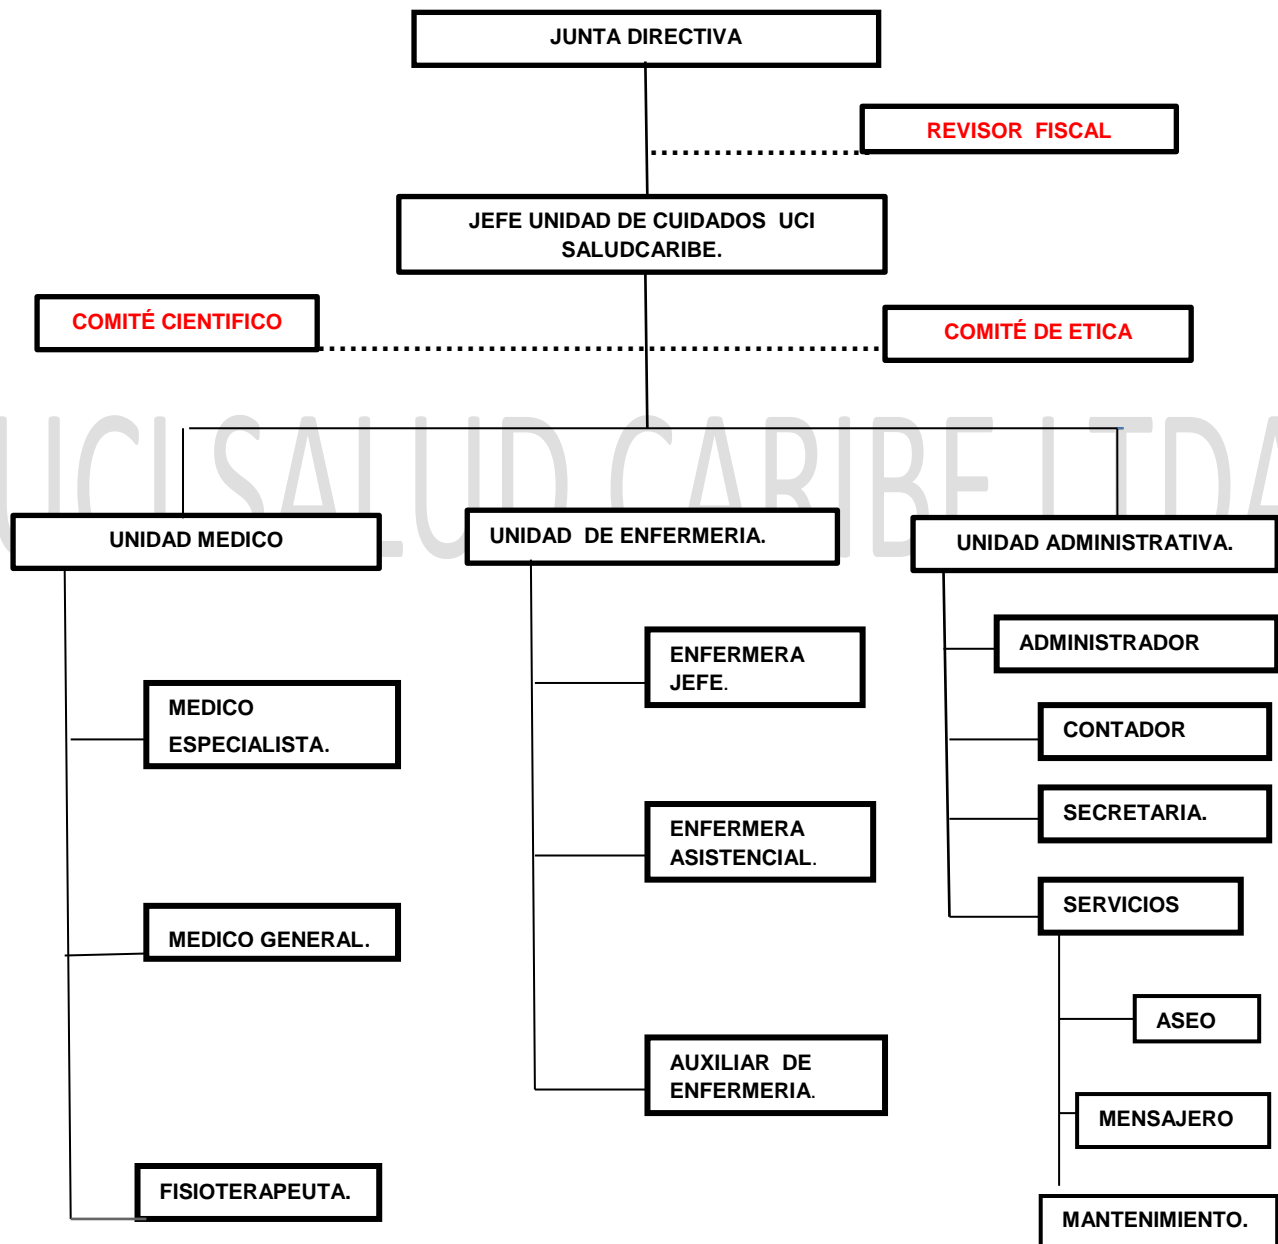 JUNTA DIRECTIVA
REVISOR FISCAL
JEFE UNIDAD DE CUIDADOS UCI
SALUDCARIBE.
COMITÉ CIENTIFICO
COMITÉ DE ETICA
UCI SALUD CARIBE LTDA
UNIDAD MEDICO
UNIDAD DE ENFERMERIA.
UNIDAD ADMINISTRATIVA.
MEDICO
ESPECIALISTA.
MEDICO GENERAL.
FISIOTERAPEUTA.
ENFERMERA
JEFE.
ENFERMERA
ASISTENCIAL.
AUXILIAR DE
ENFERMERIA.
ADMINISTRADOR
CONTADOR
SECRETARIA.
SERVICIOS
ASEO
MENSAJERO
MANTENIMIENTO.